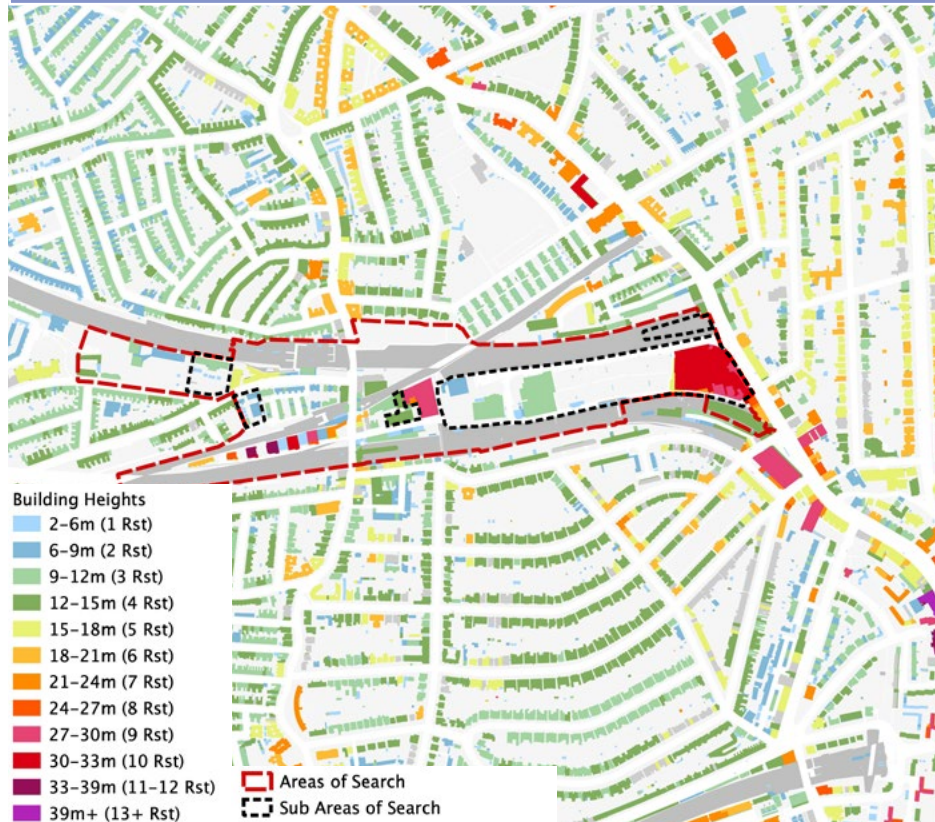 Building Heights
2-6m (1 Rst)
6-9m (2 Rst)
9-12m (3 Rst)
12-15m (4 Rst)
15-18m (5 Rst)
18-21m (6 Rst)
21-24m (7 Rst)
24-27m (8 Rst)
27-30m (9 Rst)
30-33m (10 Rst)
33-39m (11-12 Rst)
39m+ (13+ Rst)
Areas of Search
Sub Areas of Search